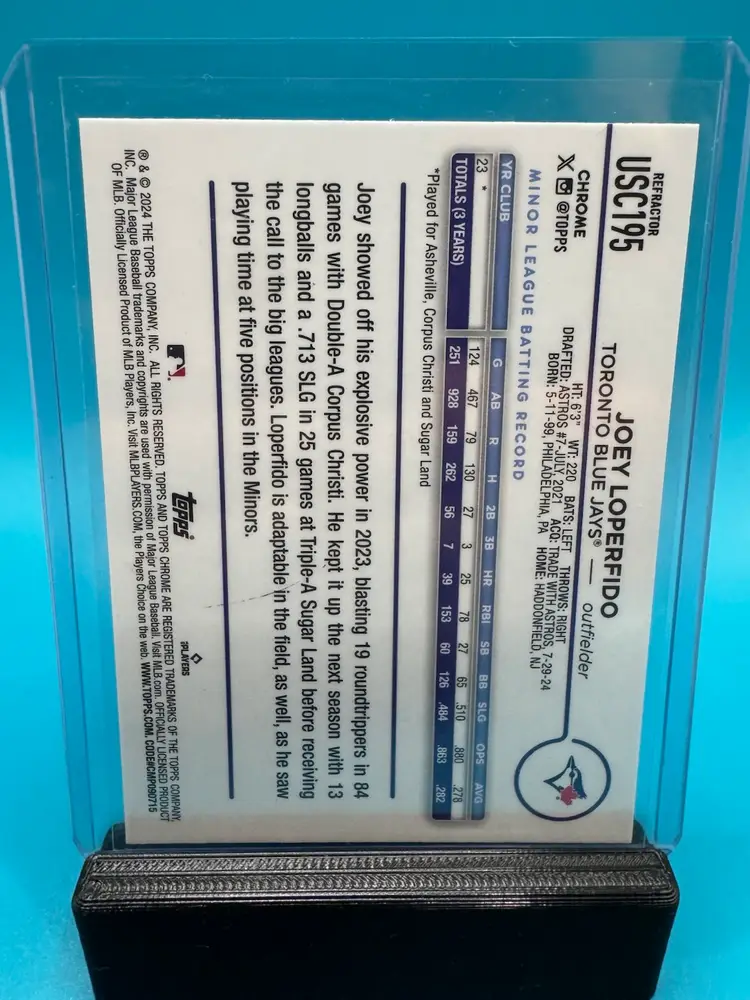 REFRACTOR
USC195
JOEY LOPERFIDO
TORONTO BLUE JAYS® — outfielder
CHROME
X @TOPPS
HT: 6'3" WT: 220 BATS: LEFT THROWS: RIGHT
DRAFTED: ASTROS #7-JULY, 2021 ACQ: TRADE WITH ASTROS, 7-29-24
BORN: 5-11-99, PHILADELPHIA, PA HOME: HADDONFIELD, NJ
MINOR LEAGUE BATTING RECORD
YR CLUB G AB R H 2B 3B HR RBI SB BB SLG OPS AVG
23 * 124 467 79 130 27 3 25 78 27 65 .510 .880 .278
TOTALS (3 YEARS) 251 928 159 262 56 7 39 153 60 126 .484 .863 .282
*Played for Asheville, Corpus Christi and Sugar Land
Joey showed off his explosive power in 2023, blasting 19 roundtrippers in 84
games with Double-A Corpus Christi. He kept it up the next season with 13
longballs and a .713 SLG in 25 games at Triple-A Sugar Land before receiving
the call to the big leagues. Loperfido is adaptable in the field, as well, as he saw
playing time at five positions in the Minors.
topps
PLAYERS
® & © 2024 THE TOPPS COMPANY, INC. ALL RIGHTS RESERVED. TOPPS AND TOPPS CHROME ARE REGISTERED TRADEMARKS OF THE TOPPS COMPANY,
INC. Major League Baseball trademarks and copyrights are used with permission of Major League Baseball. Visit MLB.com. OFFICIALLY LICENSED PRODUCT
OF MLB. Officially Licensed Product of MLB Players, Inc. Visit MLBPLAYERS.COM, the Players Choice on the web. WWW.TOPPS.COM. CODE#CMP090715